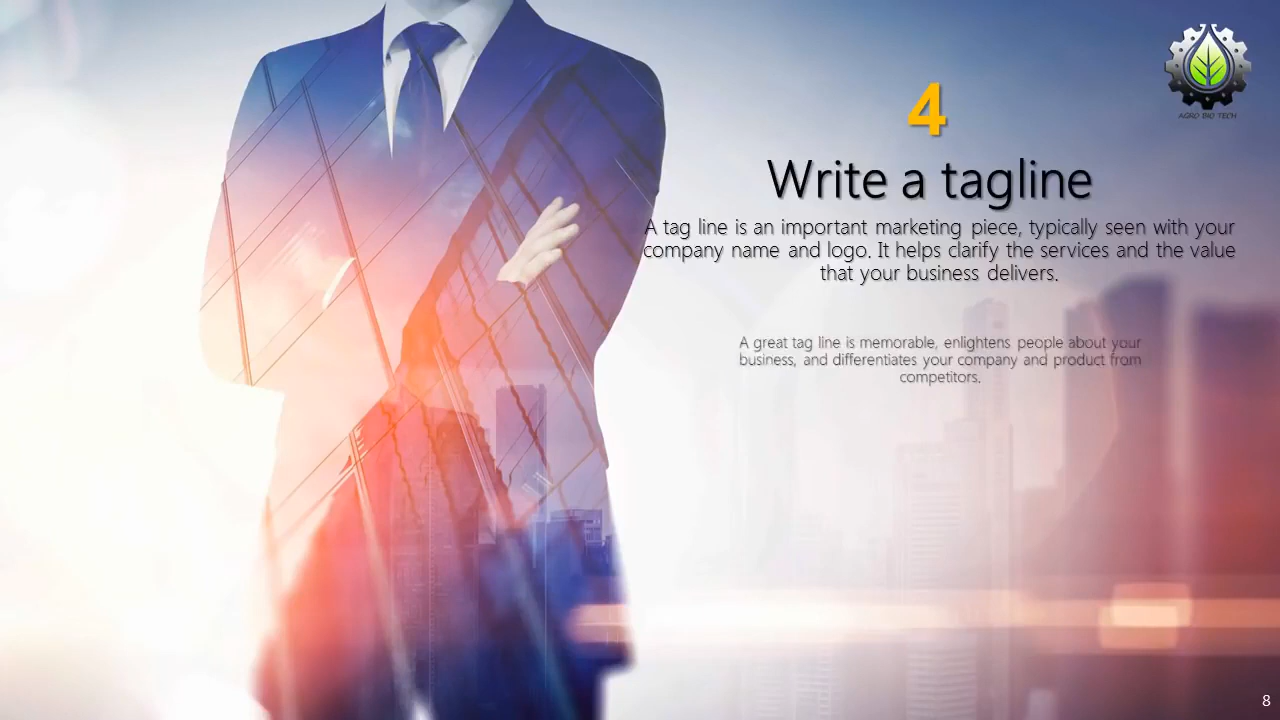 AGRO BIO TECH
4
Write a tagline
A tag line is an important marketing piece, typically seen with your
company name and logo. It helps clarify the services and the value
that your business delivers.
A great tag line is memorable, enlightens people about your
business, and differentiates your company and product from
competitors.
8